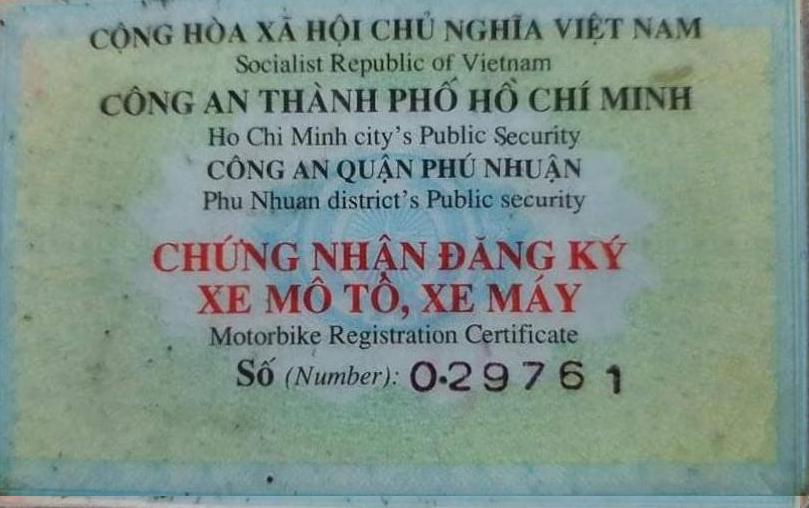 CỘNG HÒA XÃ HỘI CHỦ NGHĨA VIỆT NAM
Socialist Republic of Vietnam
CÔNG AN THÀNH PHỐ HỒ CHÍ MINH
Ho Chi Minh city's Public Security
CÔNG AN QUẬN PHÚ NHUẬN
Phu Nhuan district's Public security
CHỨNG NHẬN ĐĂNG KÝ
XE MÔ TÔ, XE MÁY
Motorbike Registration Certificate
Số (Number): 0.29761